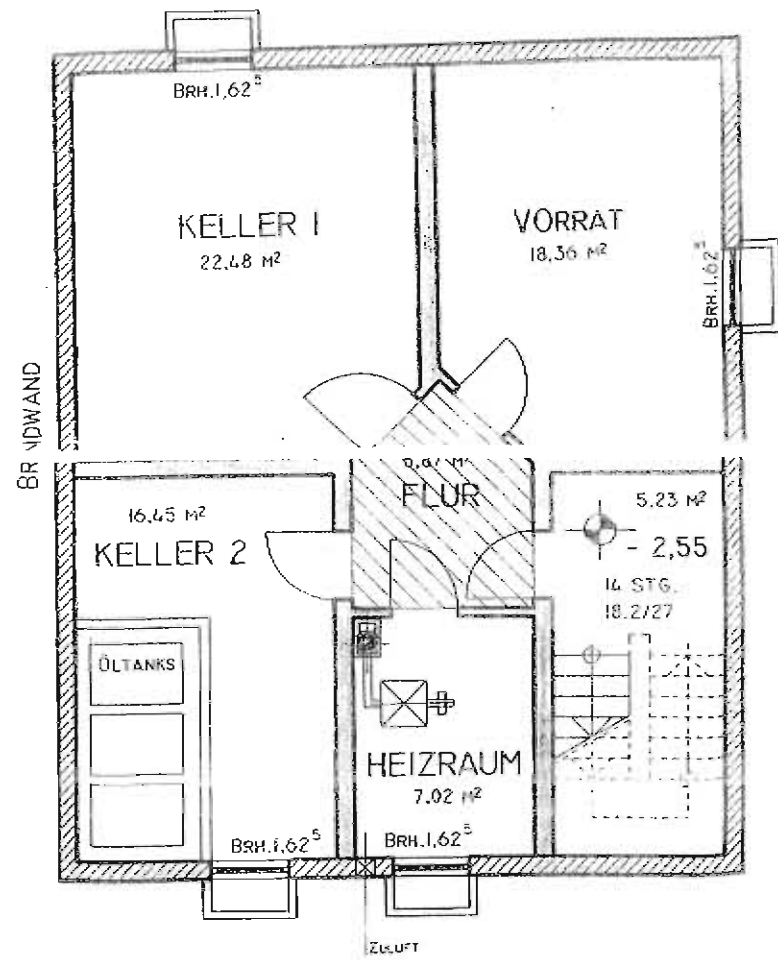 BRH.1,62⁵
KELLER 1
22,48 M²
VORRAT
18,36 M²
BRH.1,62⁵
FLUR
16,45 M²
KELLER 2
5.23 M²
- 2,55
14 STG.
18.2/27
ÖLTANKS
HEIZRAUM
7.02 M²
BRH.1,62⁵
BRH.1,62⁵
ZULUFT